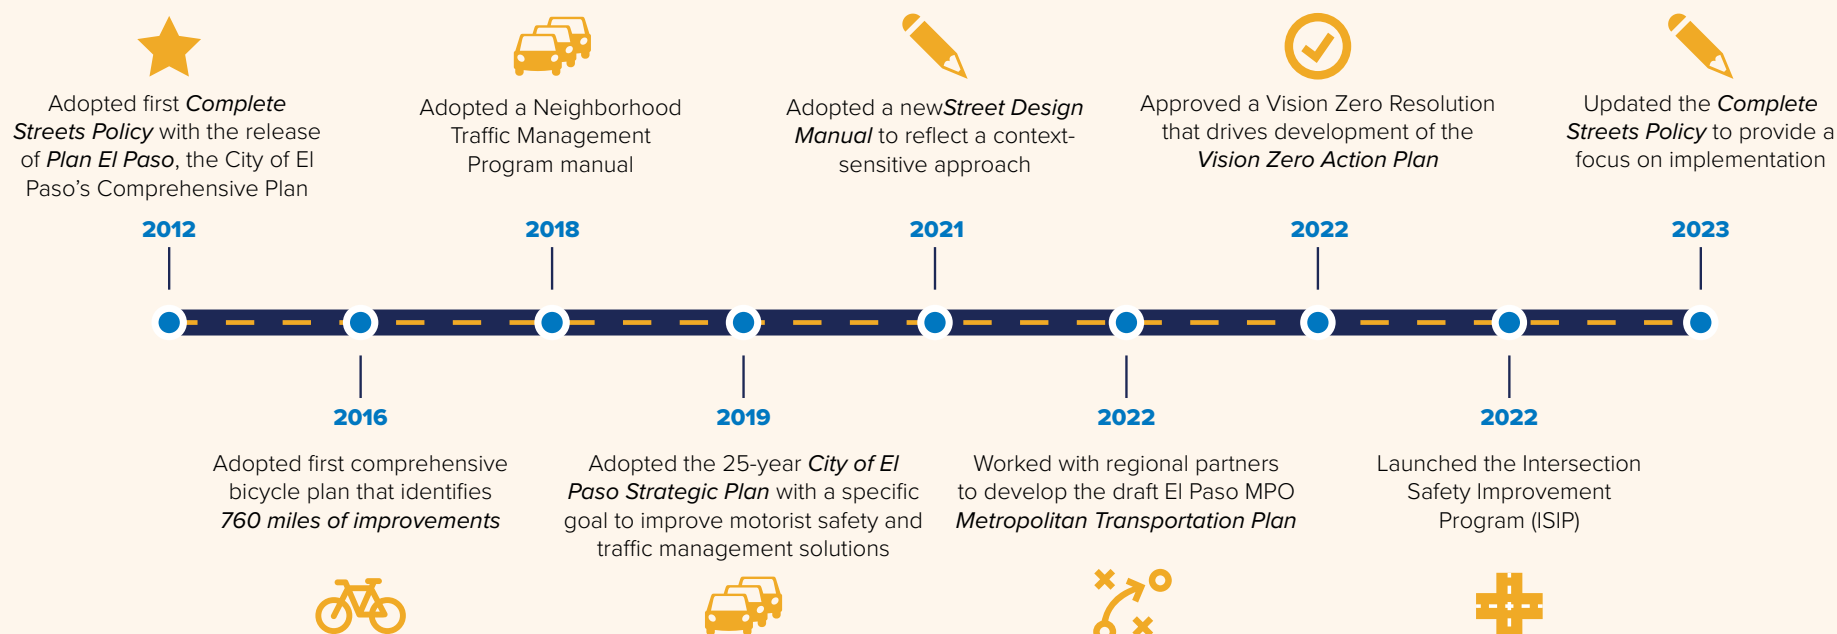 Adopted first Complete
Streets Policy with the release
of Plan El Paso, the City of El
Paso’s Comprehensive Plan
2012
Adopted a Neighborhood
Traffic Management
Program manual
2018
Adopted a newStreet Design
Manual to reflect a context-
sensitive approach
2021
Approved a Vision Zero Resolution
that drives development of the
Vision Zero Action Plan
2022
Updated the Complete
Streets Policy to provide a
focus on implementation
2023
2016
Adopted first comprehensive
bicycle plan that identifies
760 miles of improvements
2019
Adopted the 25-year City of El
Paso Strategic Plan with a specific
goal to improve motorist safety and
traffic management solutions
2022
Worked with regional partners
to develop the draft El Paso MPO
Metropolitan Transportation Plan
2022
Launched the Intersection
Safety Improvement
Program (ISIP)